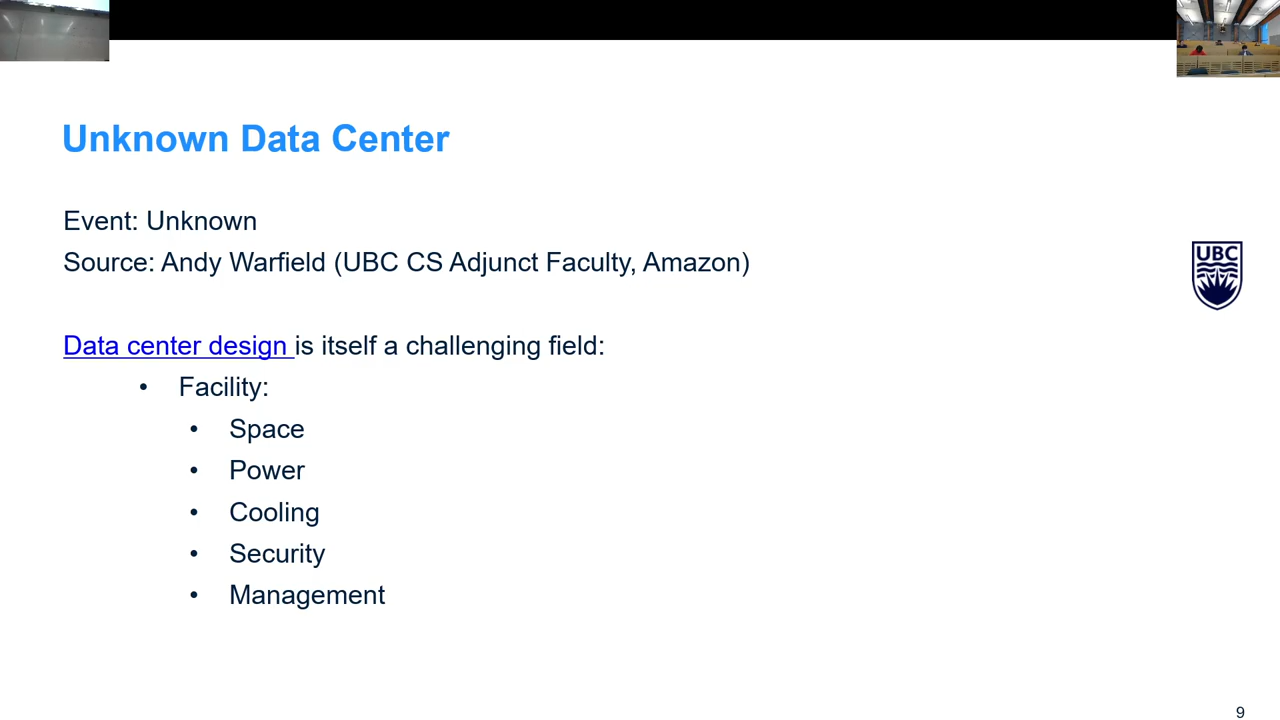 Unknown Data Center
Event: Unknown
Source: Andy Warfield (UBC CS Adjunct Faculty, Amazon)
UBC
Data center design is itself a challenging field:
• Facility:
• Space
• Power
• Cooling
• Security
• Management
9